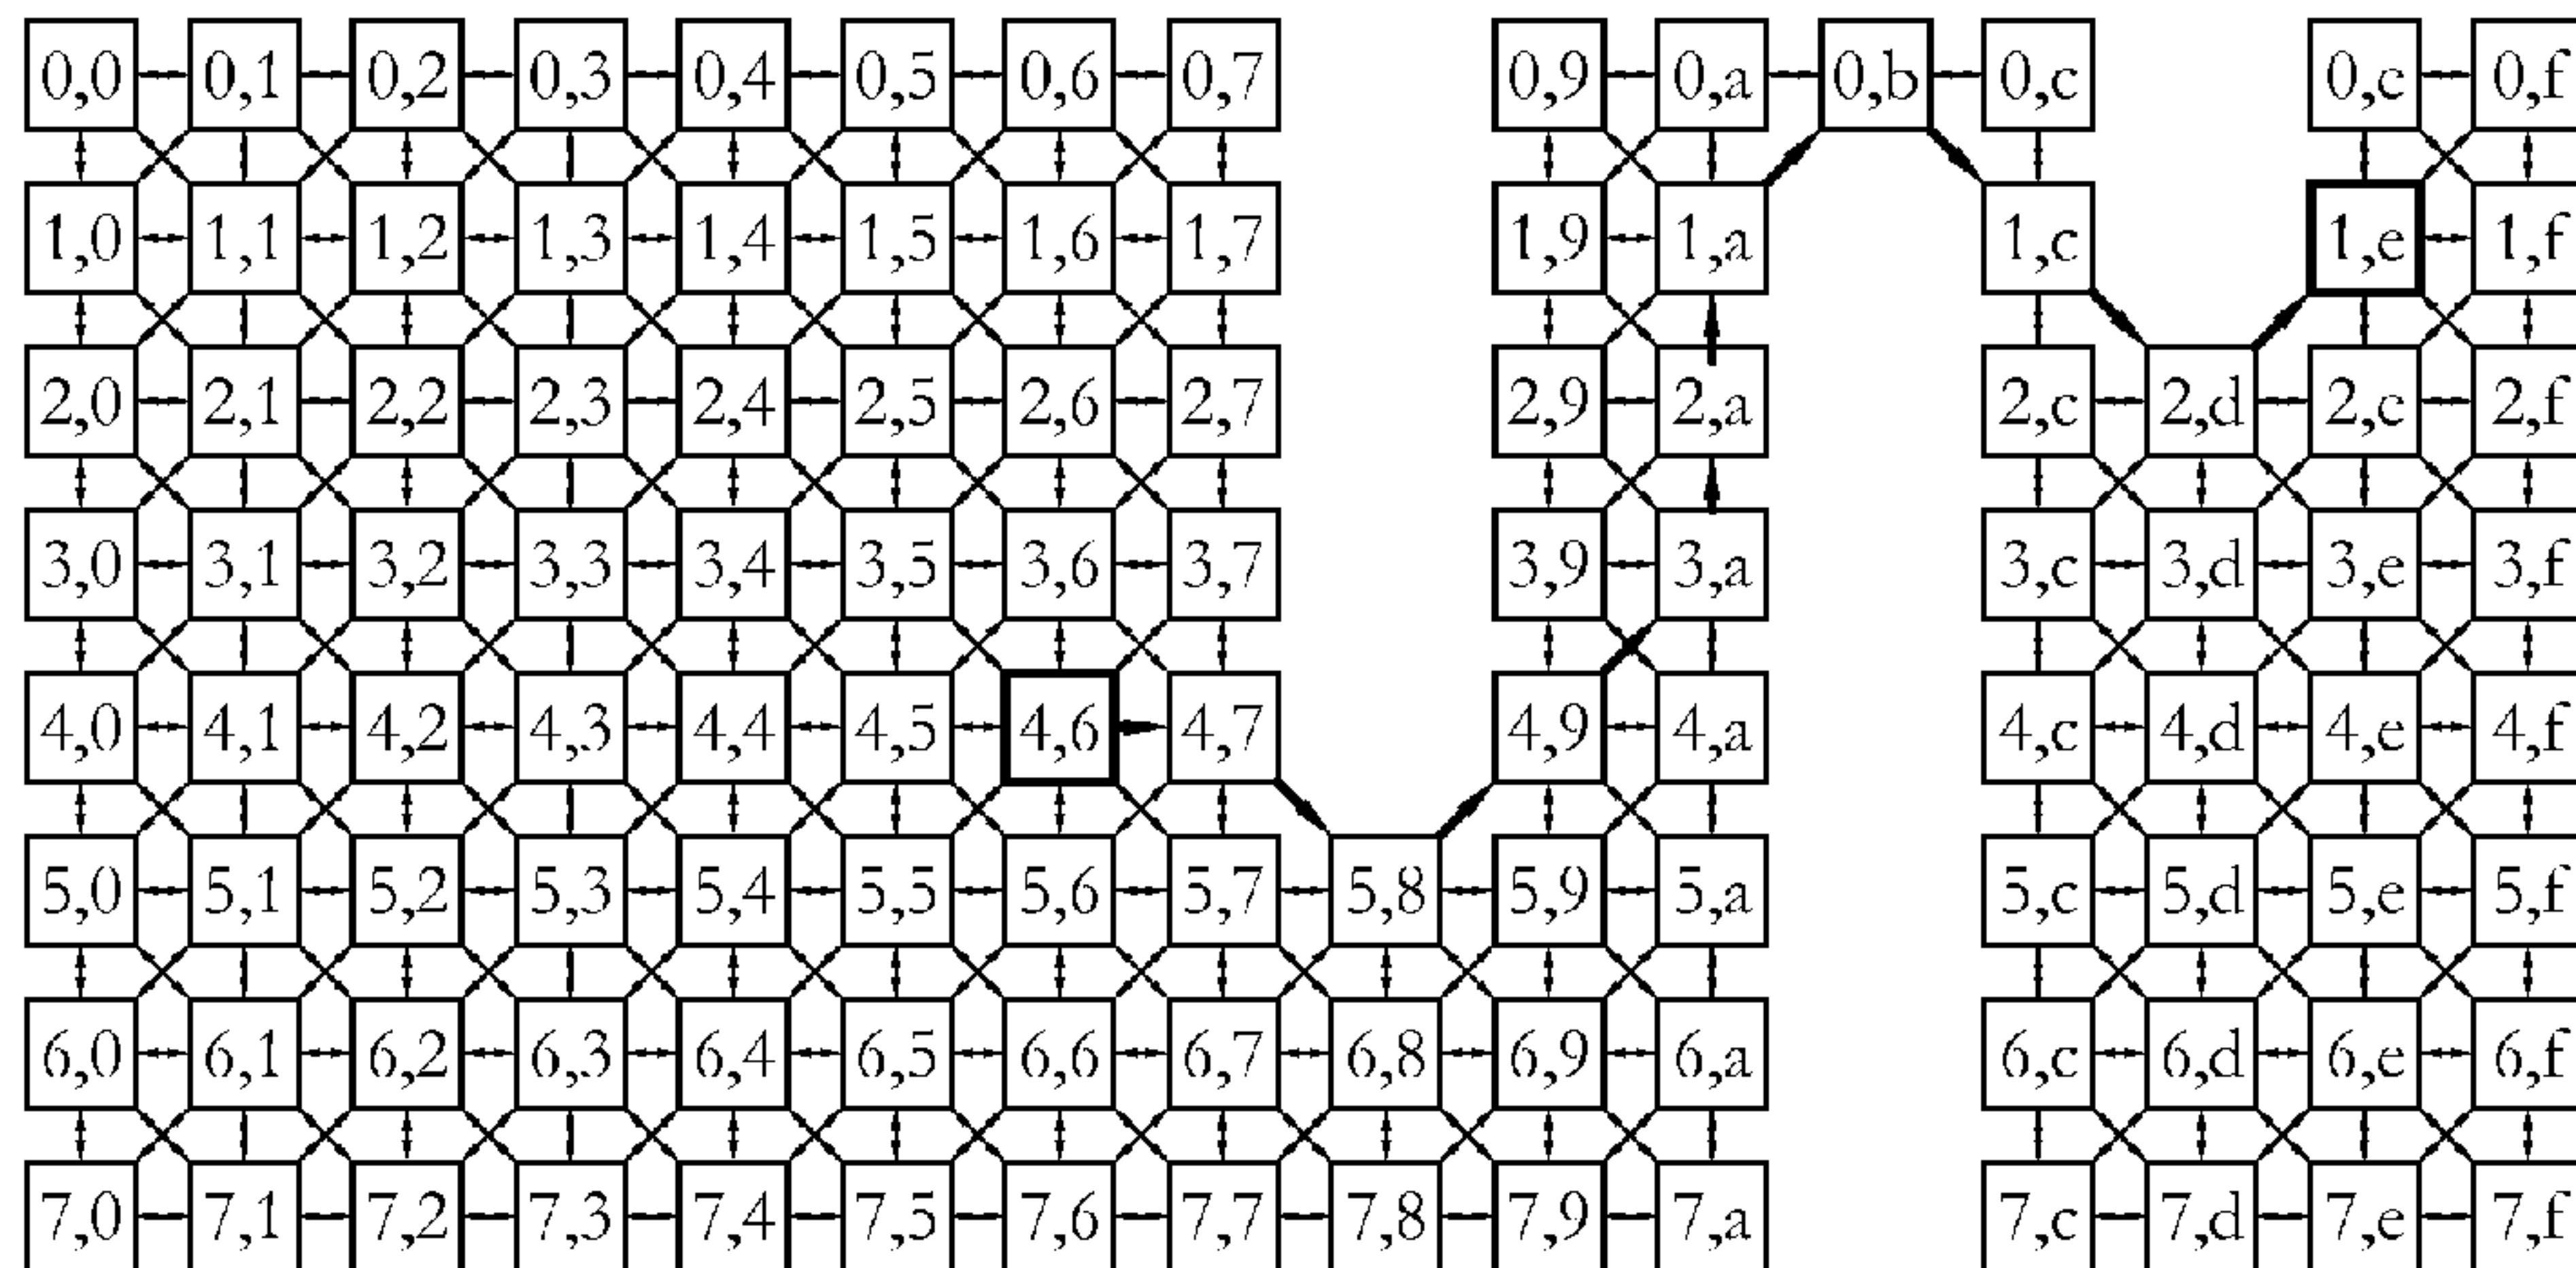 0,0 0,1 0,2 0,3 0,4 0,5 0,6 0,7 0,9 0,a 0,b 0,c 0,e 0,f
1,0 1,1 1,2 1,3 1,4 1,5 1,6 1,7 1,9 1,a 1,c 1,e 1,f
2,0 2,1 2,2 2,3 2,4 2,5 2,6 2,7 2,9 2,a 2,c 2,d 2,e 2,f
3,0 3,1 3,2 3,3 3,4 3,5 3,6 3,7 3,9 3,a 3,c 3,d 3,e 3,f
4,0 4,1 4,2 4,3 4,4 4,5 4,6 4,7 4,9 4,a 4,c 4,d 4,e 4,f
5,0 5,1 5,2 5,3 5,4 5,5 5,6 5,7 5,8 5,9 5,a 5,c 5,d 5,e 5,f
6,0 6,1 6,2 6,3 6,4 6,5 6,6 6,7 6,8 6,9 6,a 6,c 6,d 6,e 6,f
7,0 7,1 7,2 7,3 7,4 7,5 7,6 7,7 7,8 7,9 7,a 7,c 7,d 7,e 7,f